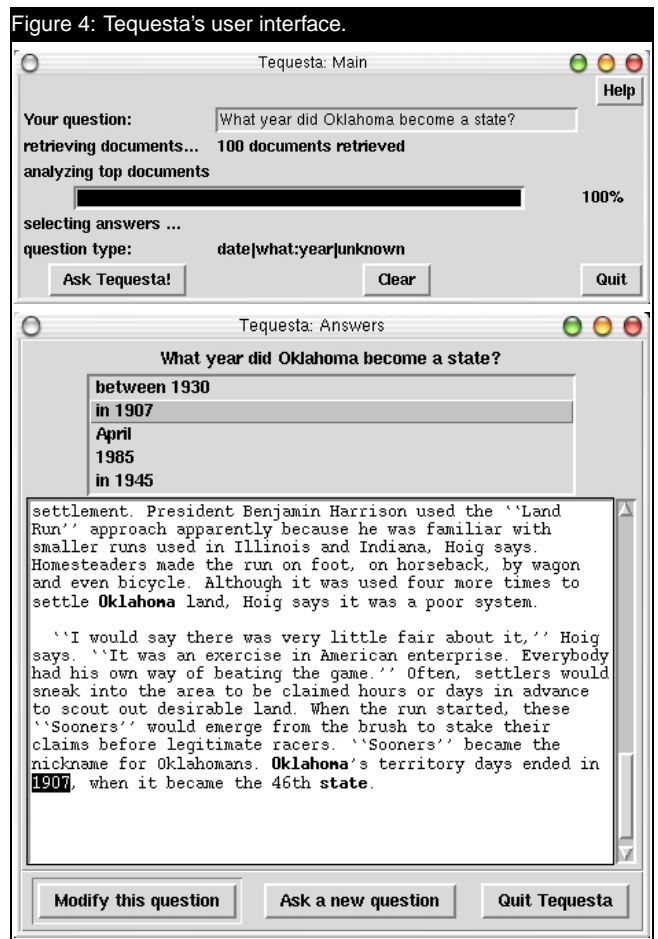 Figure 4: Tequesta's user interface.
Tequesta: Main
Help
Your question: What year did Oklahoma become a state?
retrieving documents... 100 documents retrieved
analyzing top documents
100%
selecting answers ...
question type: date|what:year|unknown
Ask Tequesta! Clear Quit
Tequesta: Answers
What year did Oklahoma become a state?
between 1930
in 1907
April
1985
in 1945
settlement. President Benjamin Harrison used the ``Land
Run'' approach apparently because he was familiar with
smaller runs used in Illinois and Indiana, Hoig says.
Homesteaders made the run on foot, on horseback, by wagon
and even bicycle. Although it was used four more times to
settle Oklahoma land, Hoig says it was a poor system.
``I would say there was very little fair about it,'' Hoig
says. ``It was an exercise in American enterprise. Everybody
had his own way of beating the game.'' Often, settlers would
sneak into the area to be claimed hours or days in advance
to scout out desirable land. When the run started, these
``Sooners'' would emerge from the brush to stake their
claims before legitimate racers. ``Sooners'' became the
nickname for Oklahomans. Oklahoma's territory days ended in
1907, when it became the 46th state.
Modify this question Ask a new question Quit Tequesta